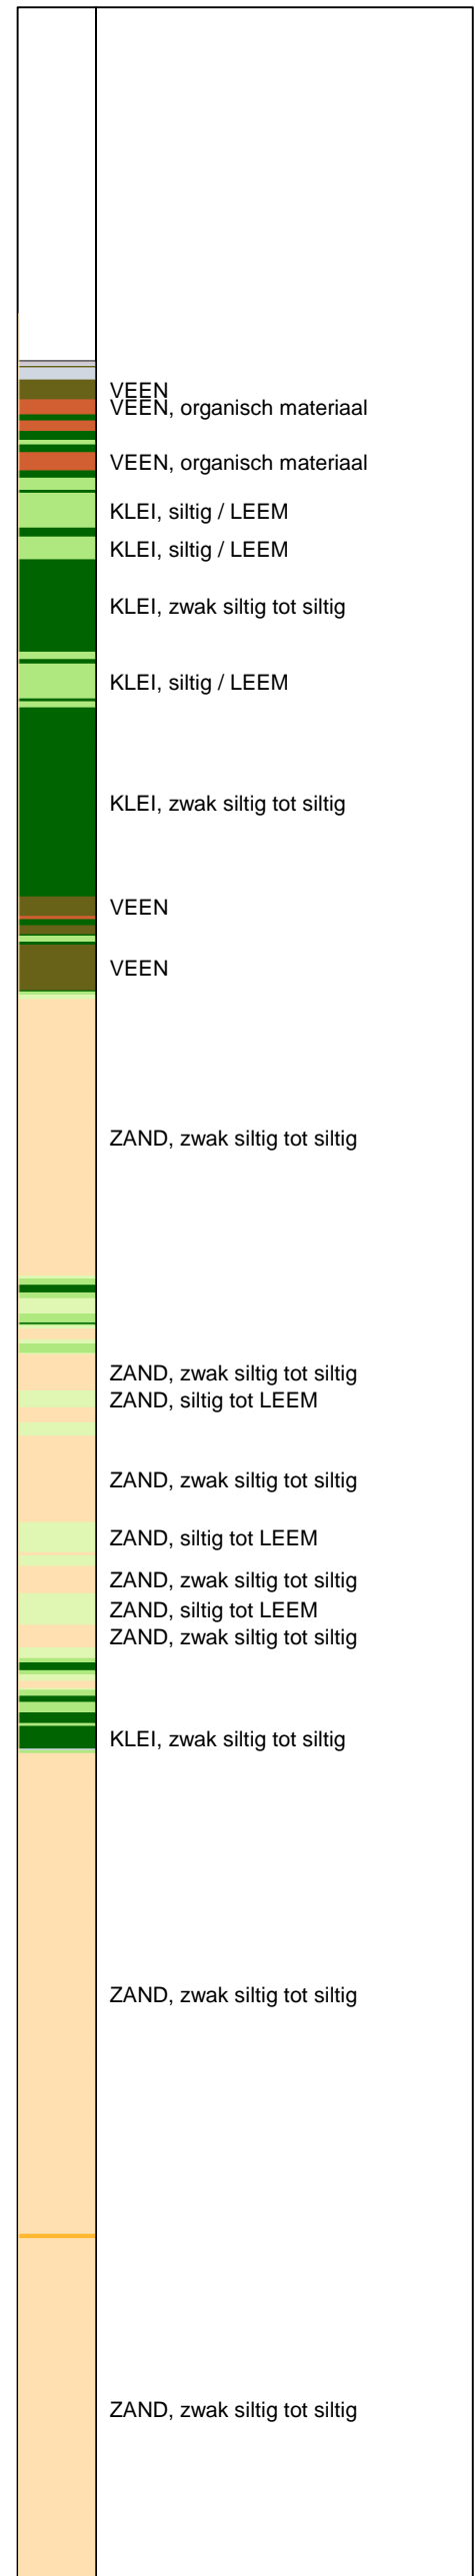 VEEN
VEEN, organisch materiaal
VEEN, organisch materiaal
KLEI, siltig / LEEM
KLEI, siltig / LEEM
KLEI, zwak siltig tot siltig
KLEI, siltig / LEEM
KLEI, zwak siltig tot siltig
VEEN
VEEN
ZAND, zwak siltig tot siltig
ZAND, zwak siltig tot siltig
ZAND, siltig tot LEEM
ZAND, zwak siltig tot siltig
ZAND, siltig tot LEEM
ZAND, zwak siltig tot siltig
ZAND, siltig tot LEEM
ZAND, zwak siltig tot siltig
KLEI, zwak siltig tot siltig
ZAND, zwak siltig tot siltig
ZAND, zwak siltig tot siltig